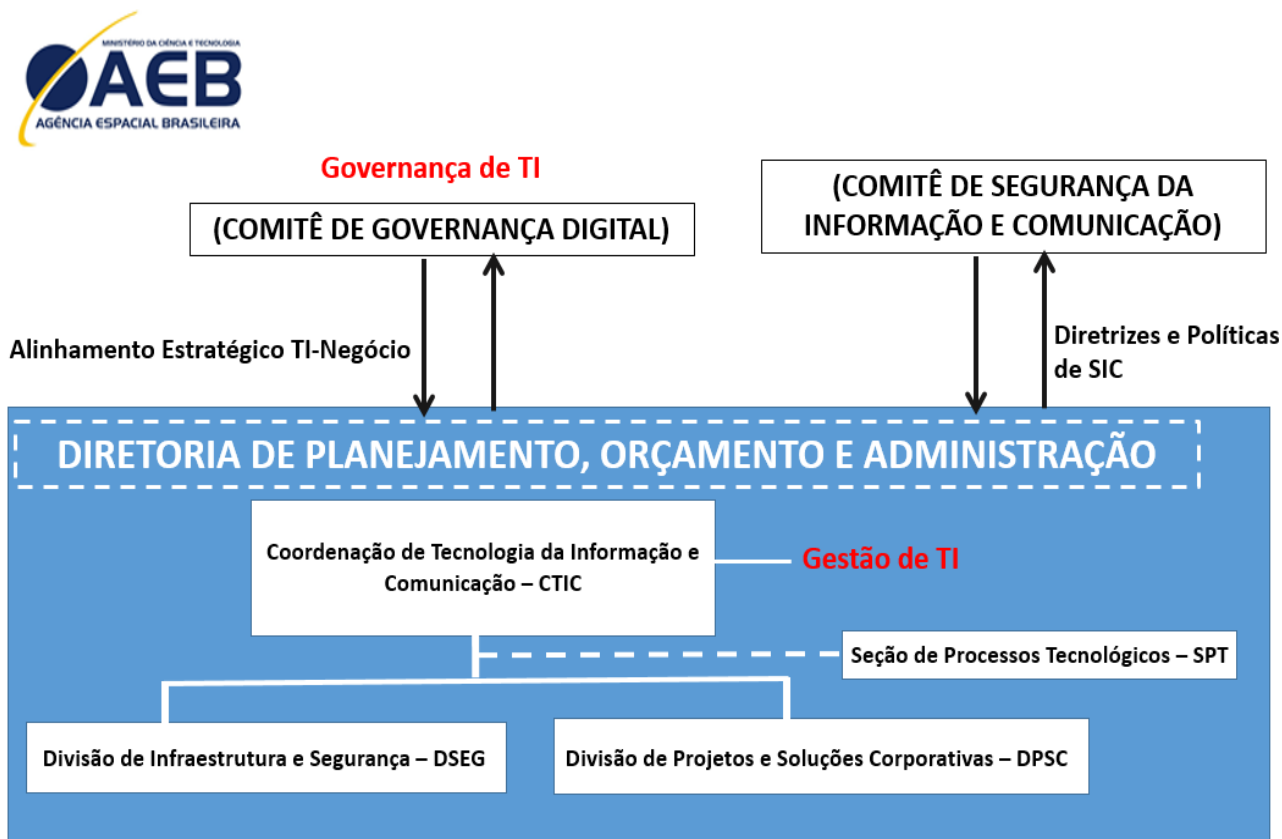 MINISTÉRIO DA CIÊNCIA E TECNOLOGIA
AEB
AGÊNCIA ESPACIAL BRASILEIRA
Governança de TI
(COMITÊ DE GOVERNANÇA DIGITAL)
(COMITÊ DE SEGURANÇA DA
INFORMAÇÃO E COMUNICAÇÃO)
Alinhamento Estratégico TI-Negócio
Diretrizes e Políticas
de SIC
DIRETORIA DE PLANEJAMENTO, ORÇAMENTO E ADMINISTRAÇÃO
Coordenação de Tecnologia da Informação e
Comunicação – CTIC
Gestão de TI
Seção de Processos Tecnológicos – SPT
Divisão de Infraestrutura e Segurança – DSEG
Divisão de Projetos e Soluções Corporativas – DPSC